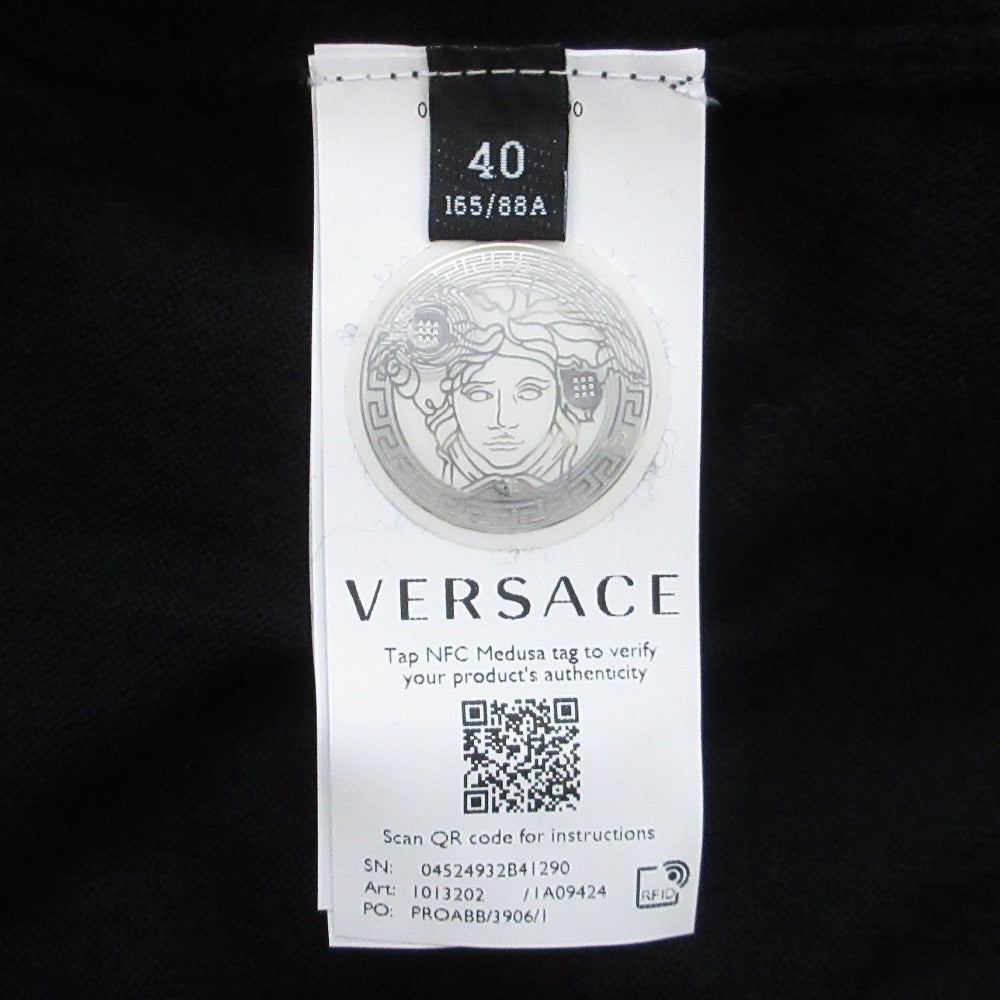 40
165/88A
VERSACE
Tap NFC Medusa tag to verify
your product's authenticity
Scan QR code for instructions
SN: 04524932B41290
Art: 1013202 /1A09424
PO: PROABB/3906/1
RFID